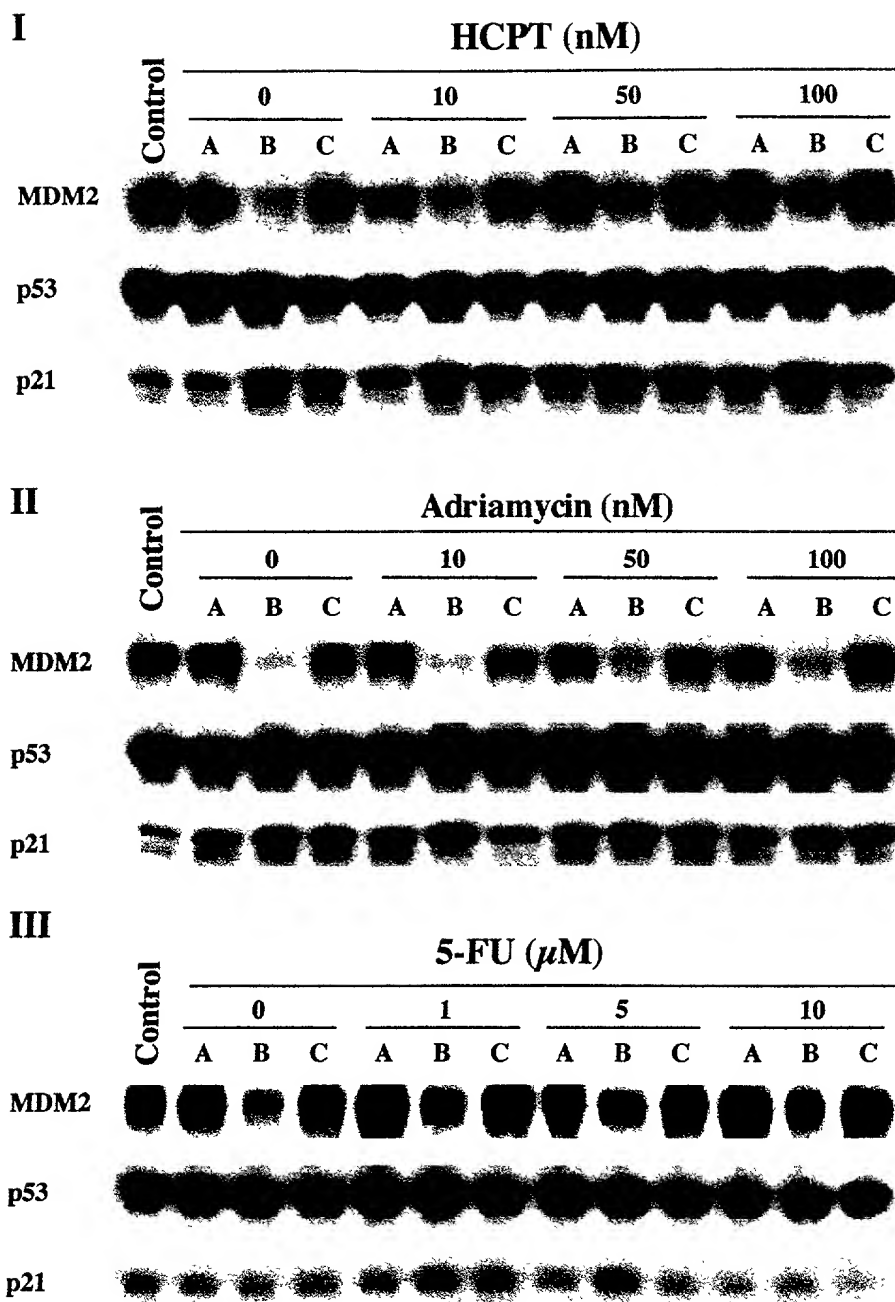 I
HCPT (nM)
Control
0 10 50 100
A B C A B C A B C A B C
MDM2
p53
p21
II
Adriamycin (nM)
Control
0 10 50 100
A B C A B C A B C A B C
MDM2
p53
p21
III
5-FU (μM)
Control
0 1 5 10
A B C A B C A B C A B C
MDM2
p53
p21